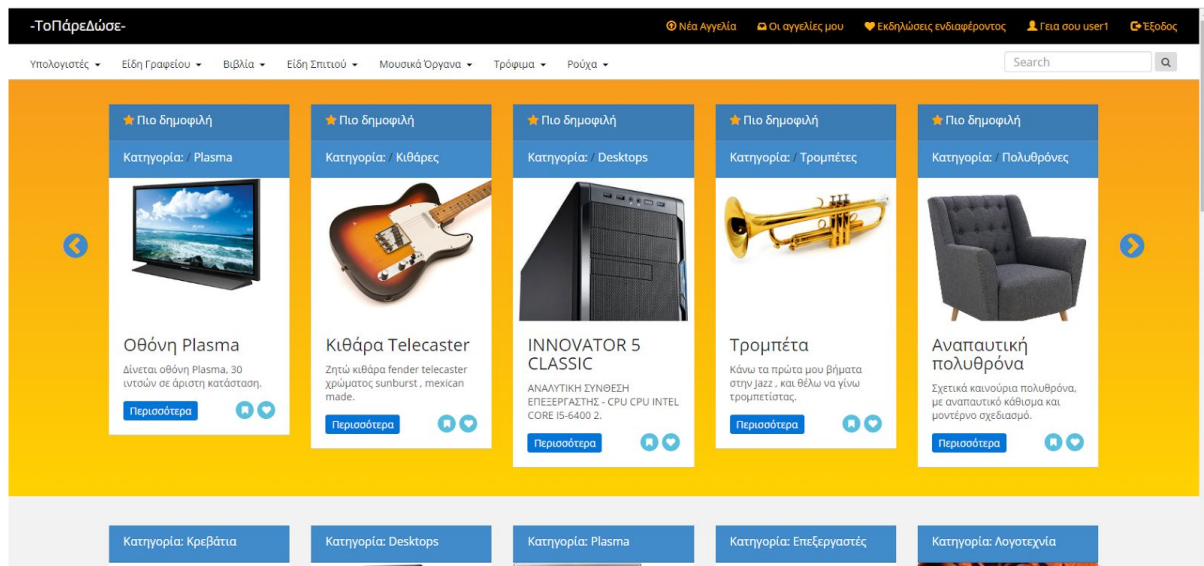 -ΤοΠάρεΔώσε-
Νέα Αγγελία Οι αγγελίες μου Εκδηλώσεις ενδιαφέροντος Γεια σου user1 Έξοδος
Υπολογιστές Είδη Γραφείου Βιβλία Είδη Σπιτιού Μουσικά Όργανα Τρόφιμα Ρούχα Search
Πιο δημοφιλή
Κατηγορία: / Plasma
Οθόνη Plasma
Δίνεται οθόνη Plasma, 30
ιντσών σε άριστη κατάσταση.
Περισσότερα
Πιο δημοφιλή
Κατηγορία: / Κιθάρες
Κιθάρα Telecaster
Ζητώ κιθάρα fender telecaster
χρώματος sunburst , mexican
made.
Περισσότερα
Πιο δημοφιλή
Κατηγορία: / Desktops
INNOVATOR 5
CLASSIC
ΑΝΑΛΥΤΙΚΗ ΣΥΝΘΕΣΗ
ΕΠΕΞΕΡΓΑΣΤΗΣ - CPU CPU INTEL
CORE I5-6400 2.
Περισσότερα
Πιο δημοφιλή
Κατηγορία: / Τρομπέτες
Τρομπέτα
Κάνω τα πρώτα μου βήματα
στην Jazz , και θέλω να γίνω
τρομπετίστας.
Περισσότερα
Πιο δημοφιλή
Κατηγορία: / Πολυθρόνες
Αναπαυτική
πολυθρόνα
Σχετικά καινούρια πολυθρόνα,
με αναπαυτικό κάθισμα και
μοντέρνο σχεδιασμό.
Περισσότερα
Κατηγορία: Κρεβάτια
Κατηγορία: Desktops
Κατηγορία: Plasma
Κατηγορία: Επεξεργαστές
Κατηγορία: Λογοτεχνία